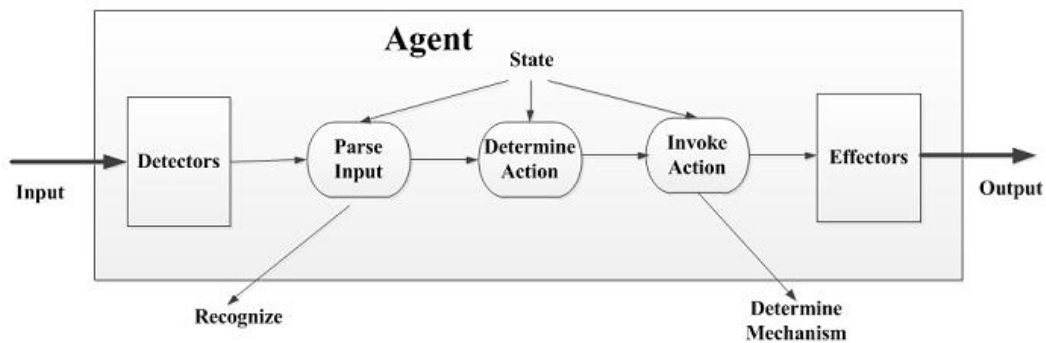 Agent
State
Detectors
Parse
Input
Determine
Action
Invoke
Action
Effectors
Input
Output
Recognize
Determine
Mechanism